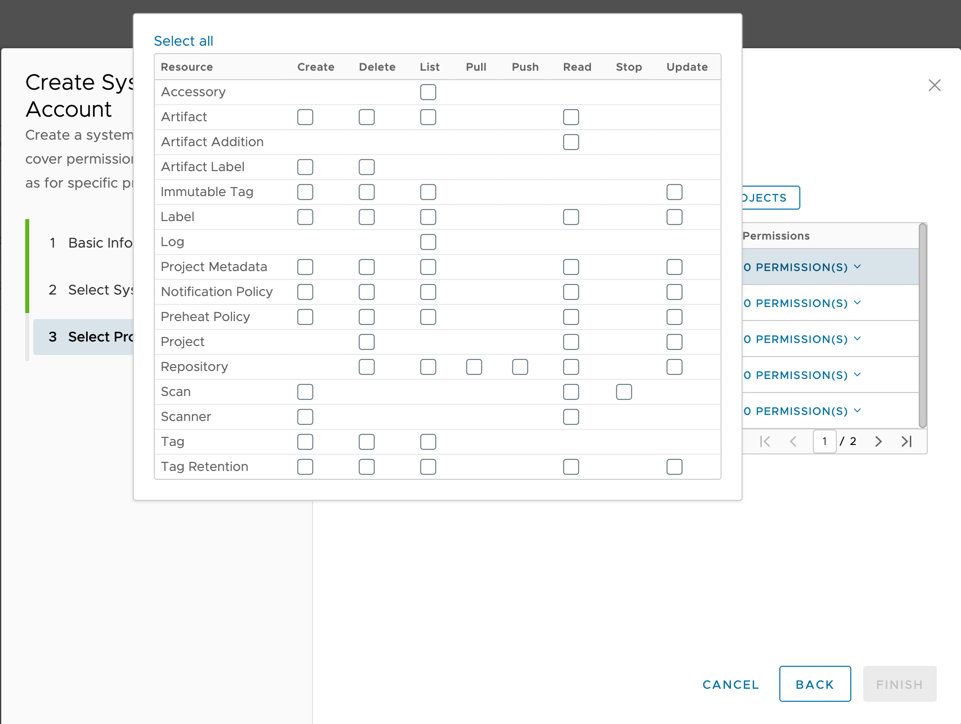 Select all
Resource Create Delete List Pull Push Read Stop Update
Accessory
Artifact
Artifact Addition
Artifact Label
Immutable Tag
Label
Log
Project Metadata
Notification Policy
Preheat Policy
Project
Repository
Scan
Scanner
Tag
Tag Retention
Create Sys
Account
Create a system
cover permission
as for specific p
1 Basic Info
2 Select Sys
3 Select Pro
OJECTS
Permissions
0 PERMISSION(S)
0 PERMISSION(S)
0 PERMISSION(S)
0 PERMISSION(S)
0 PERMISSION(S)
1 / 2
CANCEL BACK FINISH